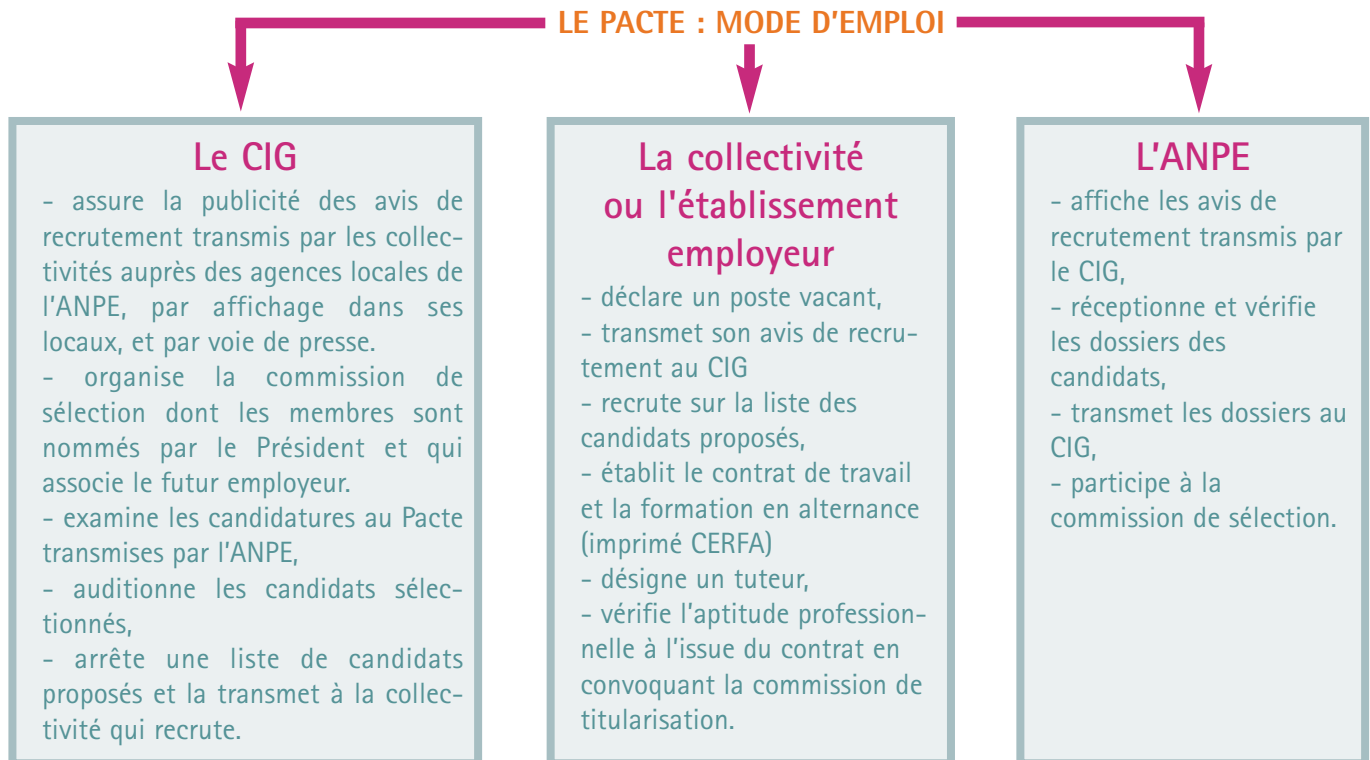 LE PACTE : MODE D'EMPLOI
Le CIG
- assure la publicité des avis de
recrutement transmis par les collec-
tivités auprès des agences locales de
l'ANPE, par affichage dans ses
locaux, et par voie de presse.
- organise la commission de
sélection dont les membres sont
nommés par le Président et qui
associe le futur employeur.
- examine les candidatures au Pacte
transmises par l'ANPE,
- auditionne les candidats sélec-
tionnés,
- arrête une liste de candidats
proposés et la transmet à la collec-
tivité qui recrute.
La collectivité
ou l'établissement
employeur
- déclare un poste vacant,
- transmet son avis de recru-
tement au CIG
- recrute sur la liste des
candidats proposés,
- établit le contrat de travail
et la formation en alternance
(imprimé CERFA)
- désigne un tuteur,
- vérifie l'aptitude profession-
nelle à l'issue du contrat en
convoquant la commission de
titularisation.
L'ANPE
- affiche les avis de
recrutement transmis par
le CIG,
- réceptionne et vérifie
les dossiers des
candidats,
- transmet les dossiers au
CIG,
- participe à la
commission de sélection.